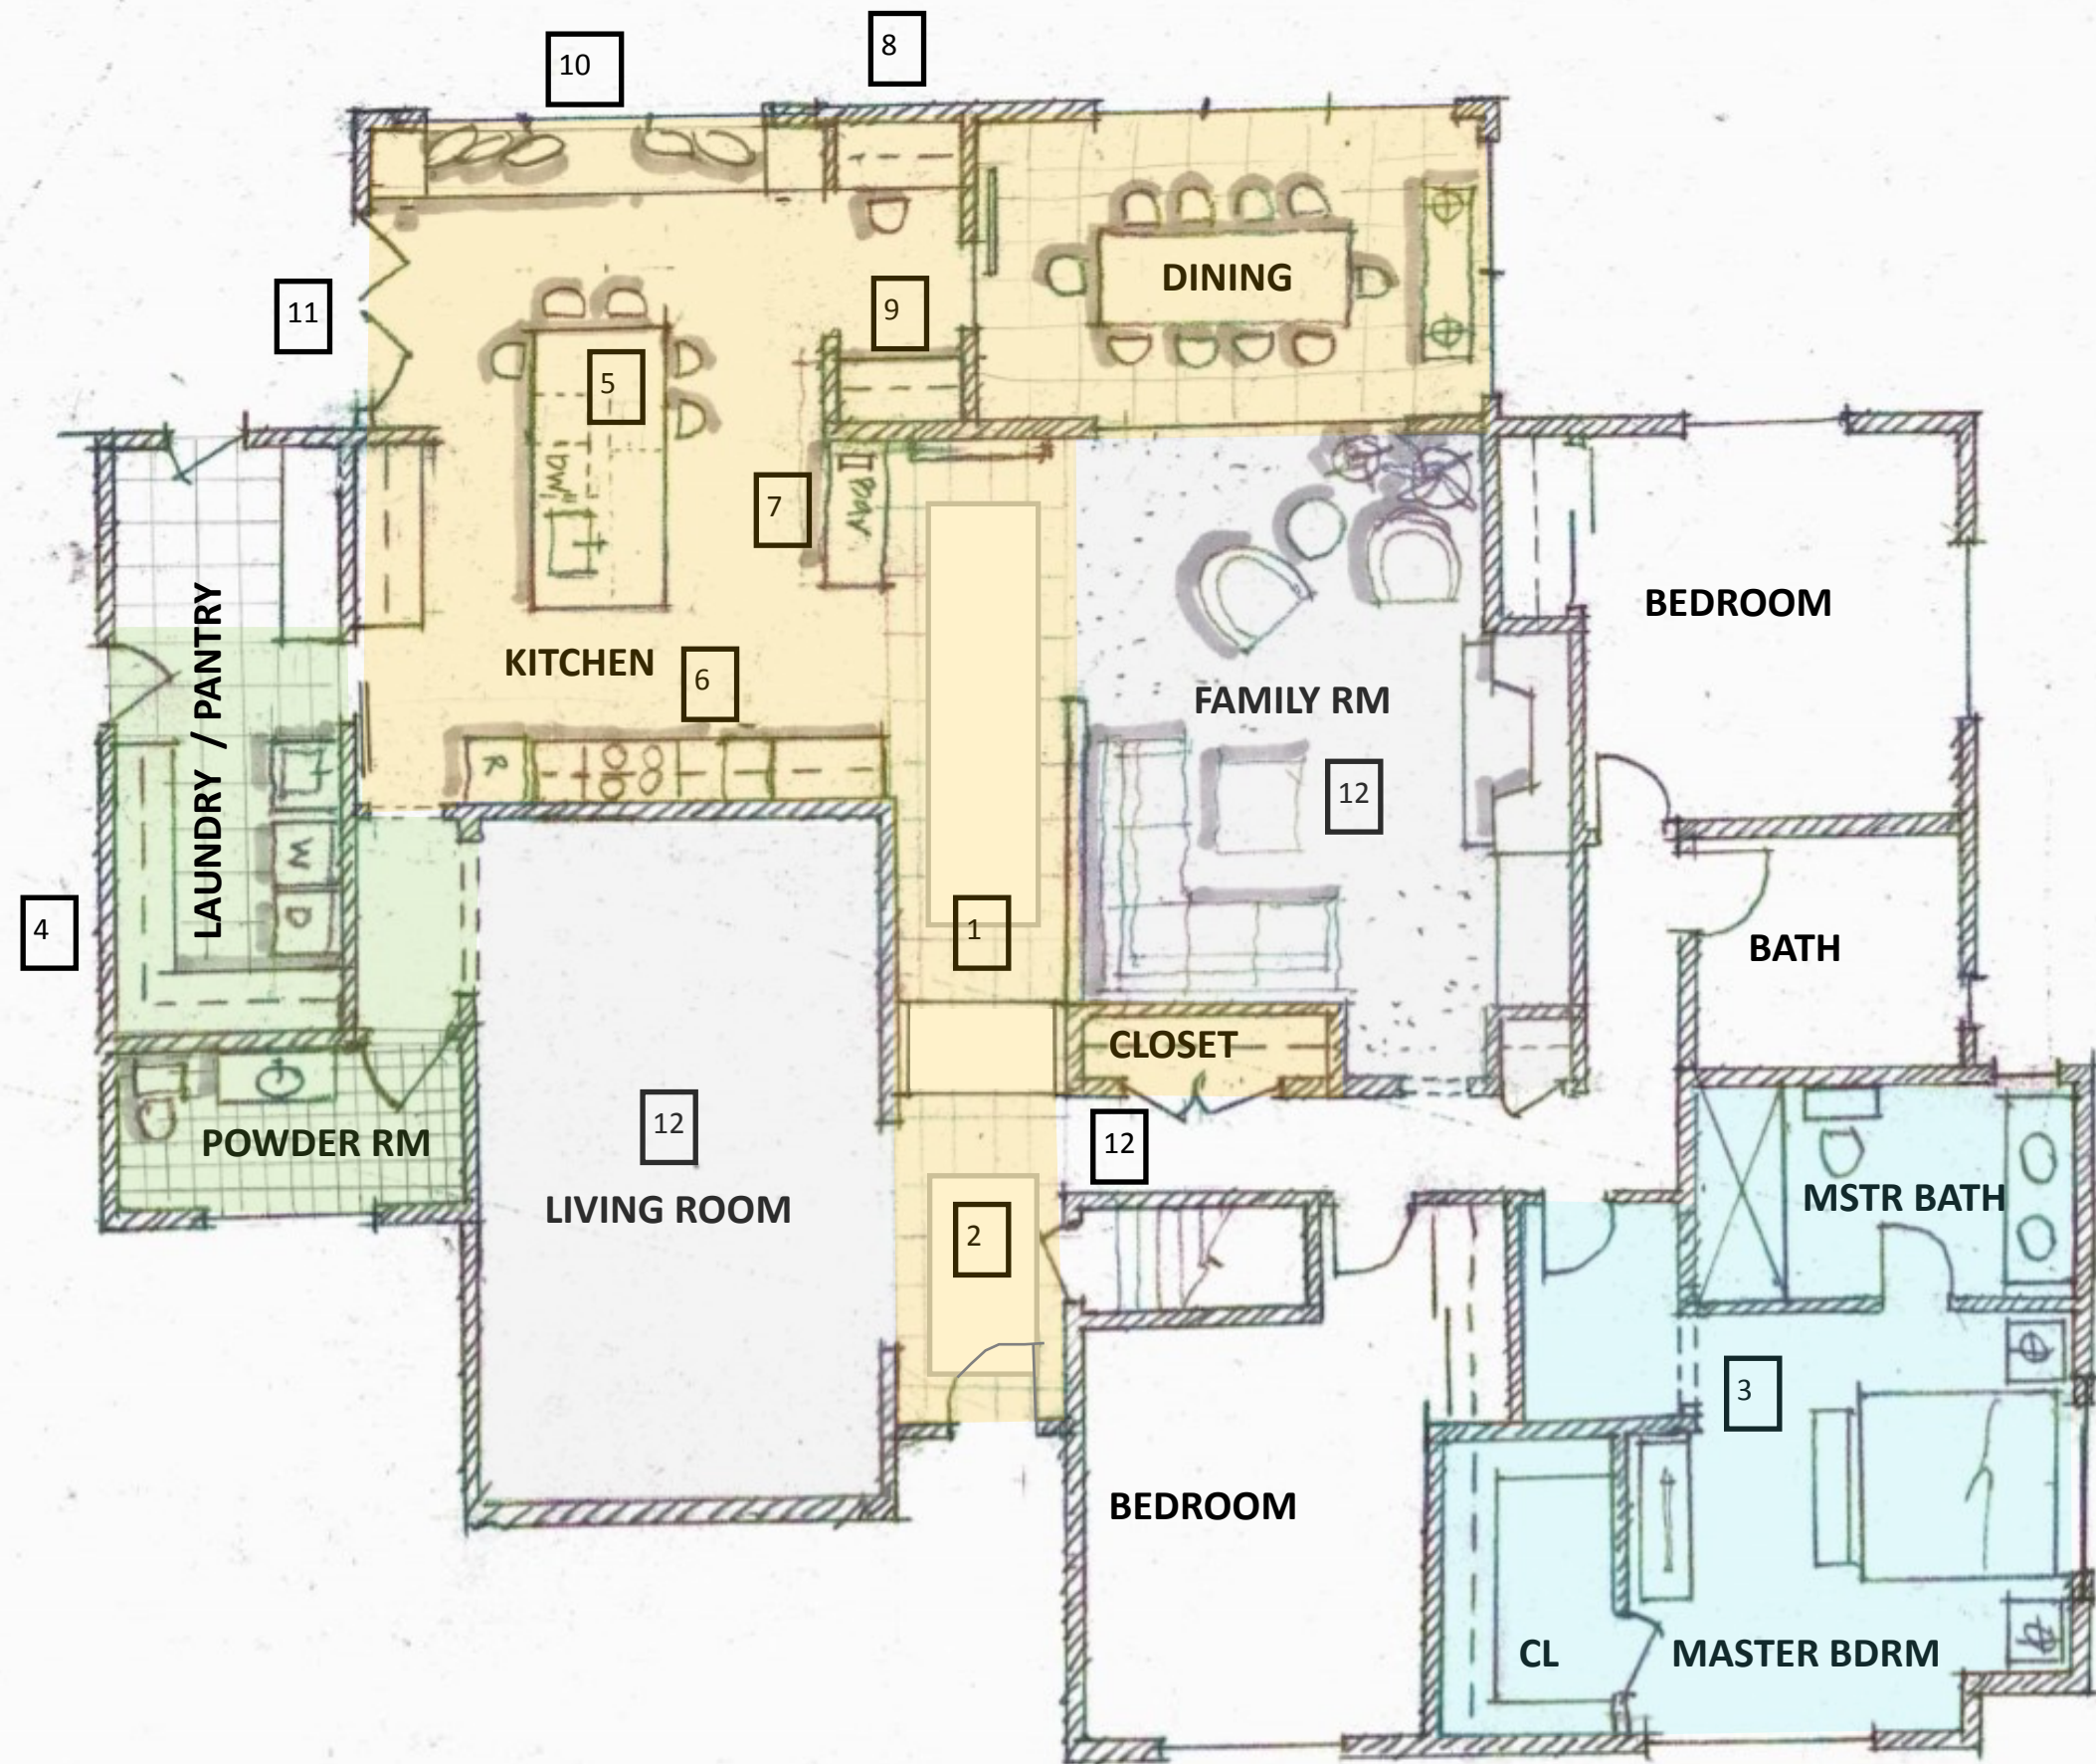 8
10
DINING
11
9
5
DW
7
BEDROOM
KITCHEN
6
FAMILY RM
LAUNDRY / PANTRY
R
12
W
D
4
1
BATH
CLOSET
12
12
POWDER RM
MSTR BATH
LIVING ROOM
2
3
BEDROOM
CL
MASTER BDRM